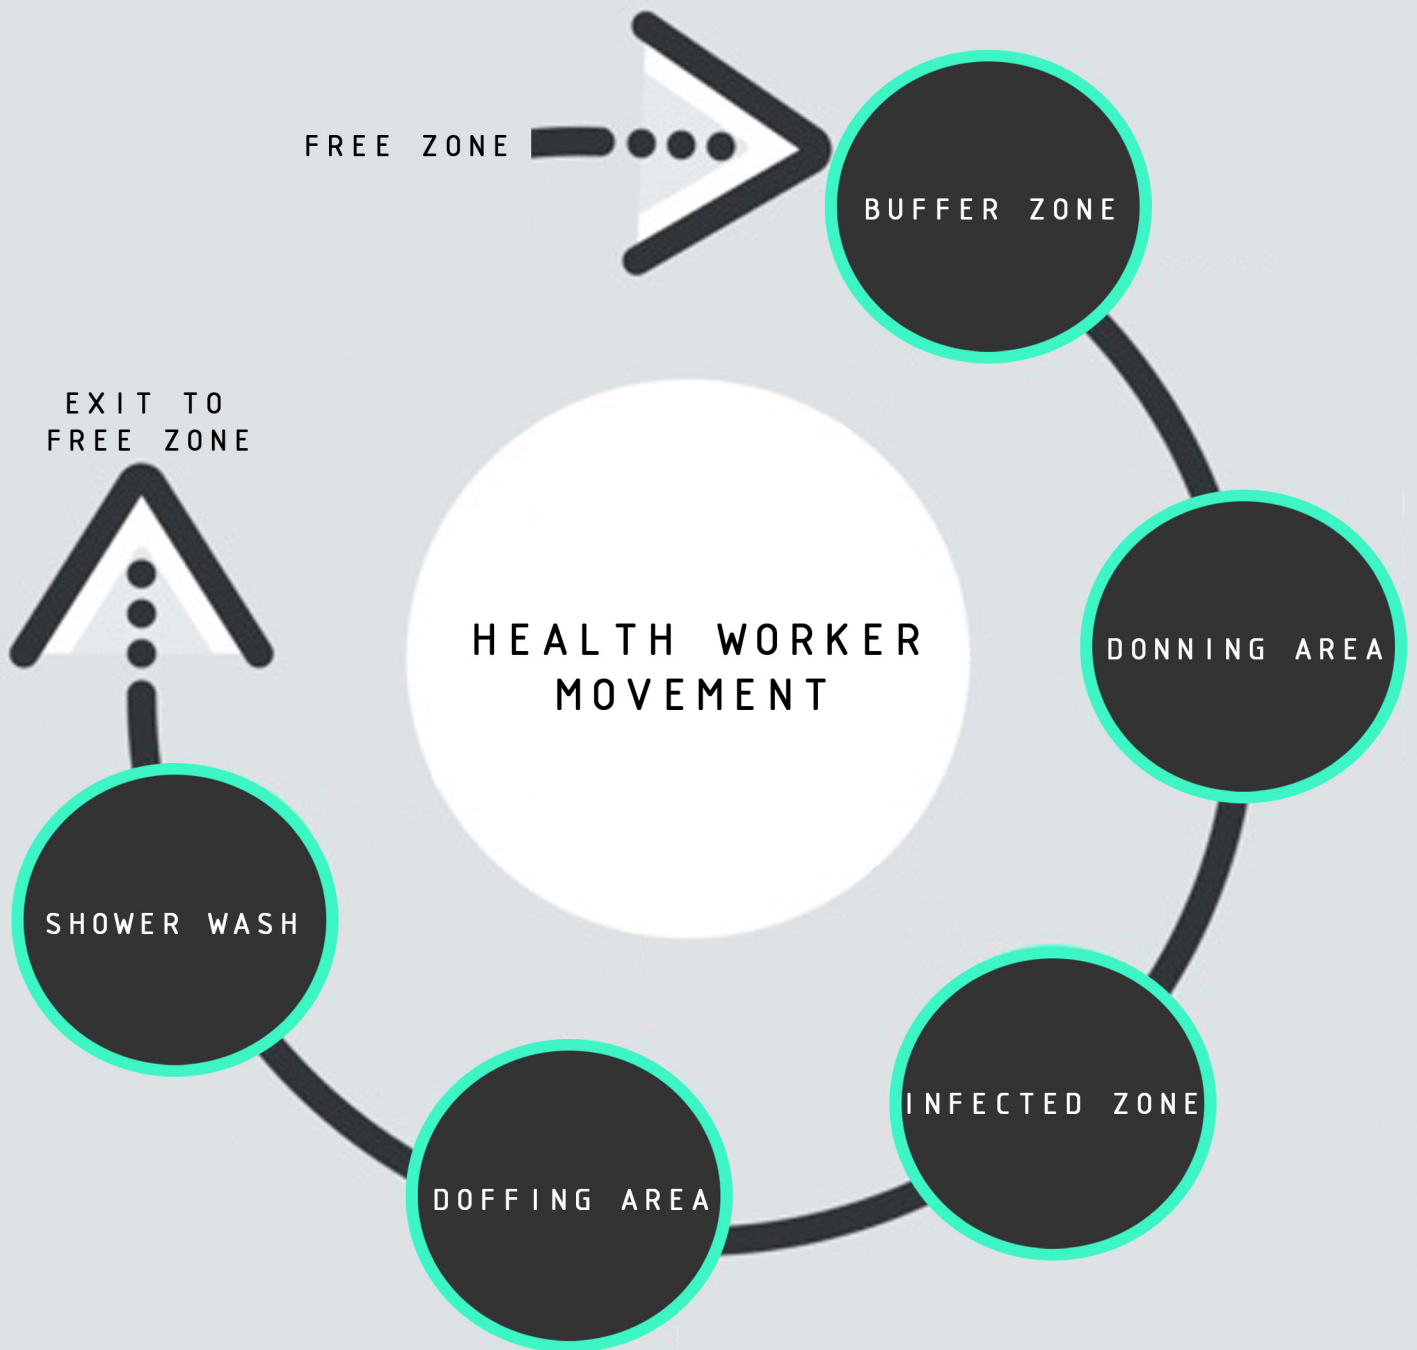 FREE ZONE
BUFFER ZONE
EXIT TO
FREE ZONE
HEALTH WORKER
MOVEMENT
DONNING AREA
SHOWER WASH
INFECTED ZONE
DOFFING AREA